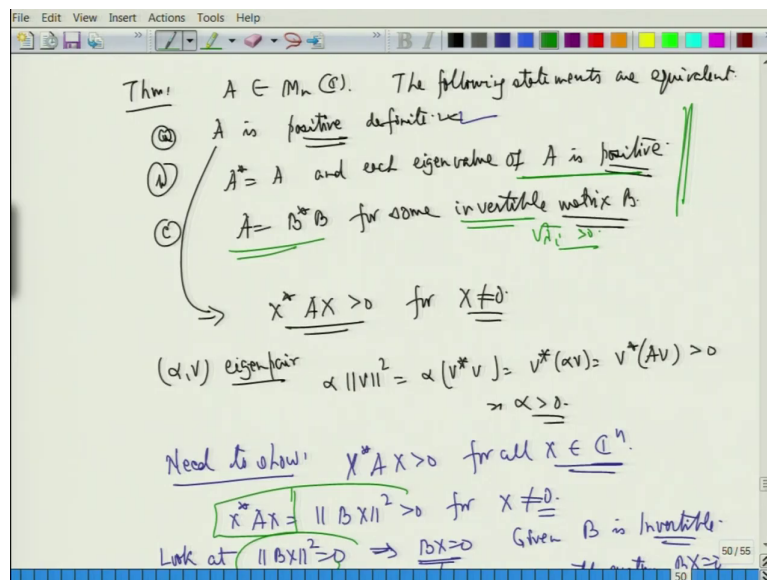 File Edit View Insert Actions Tools Help
Thm: A ∈ Mn(ℂ). The following statements are equivalent.
(a) A is positive definite.
(b) A* = A and each eigenvalue of A is positive.
(c) A = B*B for some invertible matrix B.
√λi > 0.
⇒ X*AX > 0 for X ≠ 0.
(α, V) eigenpair α ||V||² = α (V*V) = V*(αV) = V*(AV) > 0
⇒ α > 0.
Need to show: X*AX > 0 for all X ∈ ℂⁿ.
X*AX = ||BX||² > 0 for X ≠ 0.
Given B is Invertible.
Look at ||BX||² = 0 ⇒ BX = 0
BX = 0
50/55
50